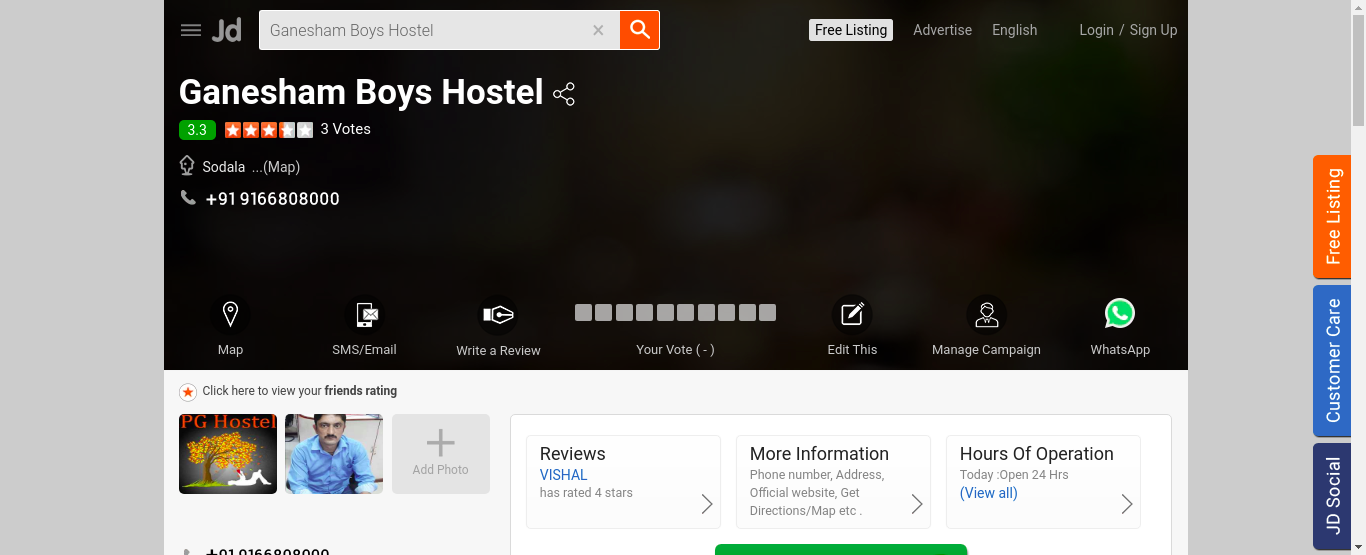 Jd
Ganesham Boys Hostel
Free Listing
Advertise
English
Login / Sign Up
Ganesham Boys Hostel
3.3
3 Votes
Sodala ...(Map)
+91 9166808000
Map
SMS/Email
Write a Review
Your Vote ( - )
Edit This
Manage Campaign
WhatsApp
Click here to view your friends rating
PG Hostel
Add Photo
Reviews
VISHAL
has rated 4 stars
More Information
Phone number, Address,
Official website, Get
Directions/Map etc .
Hours Of Operation
Today :Open 24 Hrs
(View all)
+91 9166808000
Free Listing
Customer Care
JD Social